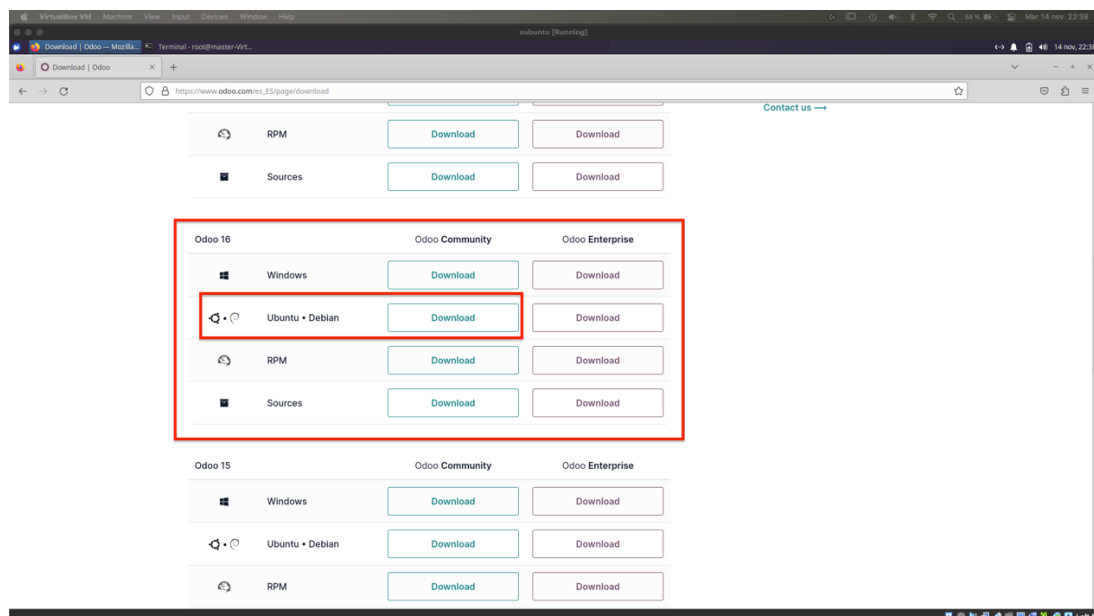 VirtualBox VM Machine View Input Devices Window Help 64 % Mar 14 nov 22:38
xubuntu [Running]
Download | Odoo — Mozilla... Terminal - root@master-Virt... 14 nov, 22:38
Download | Odoo
https://www.odoo.com/es_ES/page/download
Contact us →
RPM Download Download
Sources Download Download
Odoo 16 Odoo Community Odoo Enterprise
Windows Download Download
Ubuntu • Debian Download Download
RPM Download Download
Sources Download Download
Odoo 15 Odoo Community Odoo Enterprise
Windows Download Download
Ubuntu • Debian Download Download
RPM Download Download